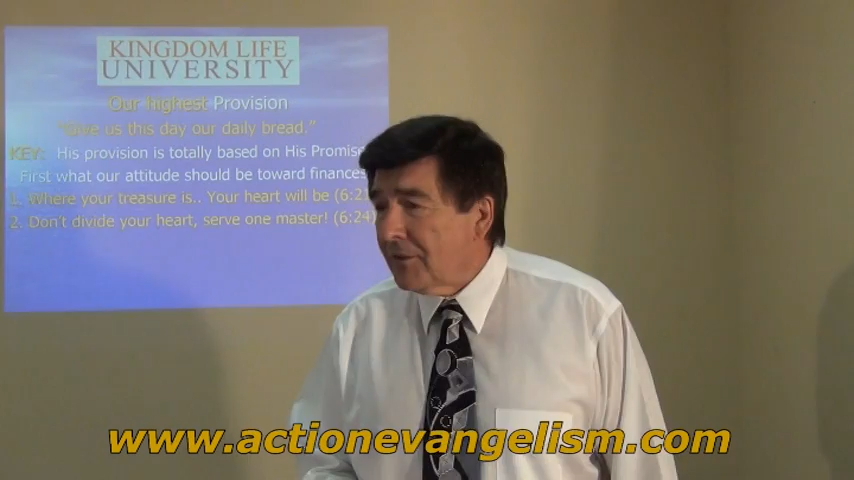 KINGDOM LIFE
UNIVERSITY
Our highest Provision
"Give us this day our daily bread."
KEY: His provision is totally based on His Promise
First what our attitude should be toward finances
1. Where your treasure is.. Your heart will be (6:21
2. Don't divide your heart, serve one master! (6:24)
www.actionevangelism.com